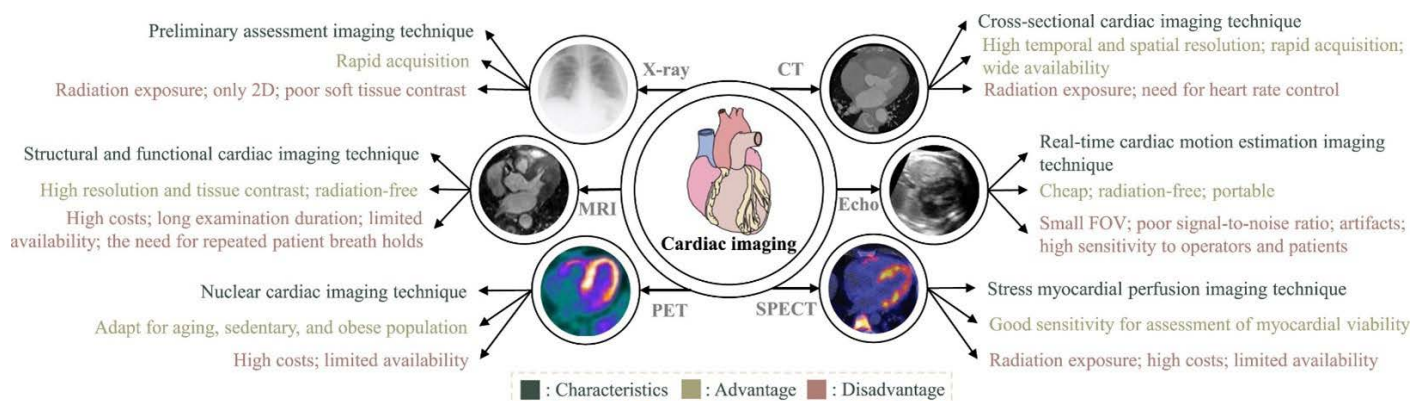 Preliminary assessment imaging technique
Rapid acquisition
Radiation exposure; only 2D; poor soft tissue contrast
X-ray
CT
Cross-sectional cardiac imaging technique
High temporal and spatial resolution; rapid acquisition;
wide availability
Radiation exposure; need for heart rate control
Structural and functional cardiac imaging technique
High resolution and tissue contrast; radiation-free
High costs; long examination duration; limited
availability; the need for repeated patient breath holds
MRI
Cardiac imaging
Echo
Real-time cardiac motion estimation imaging
technique
Cheap; radiation-free; portable
Small FOV; poor signal-to-noise ratio; artifacts;
high sensitivity to operators and patients
Nuclear cardiac imaging technique
Adapt for aging, sedentary, and obese population
High costs; limited availability
PET
SPECT
Stress myocardial perfusion imaging technique
Good sensitivity for assessment of myocardial viability
Radiation exposure; high costs; limited availability
: Characteristics : Advantage : Disadvantage